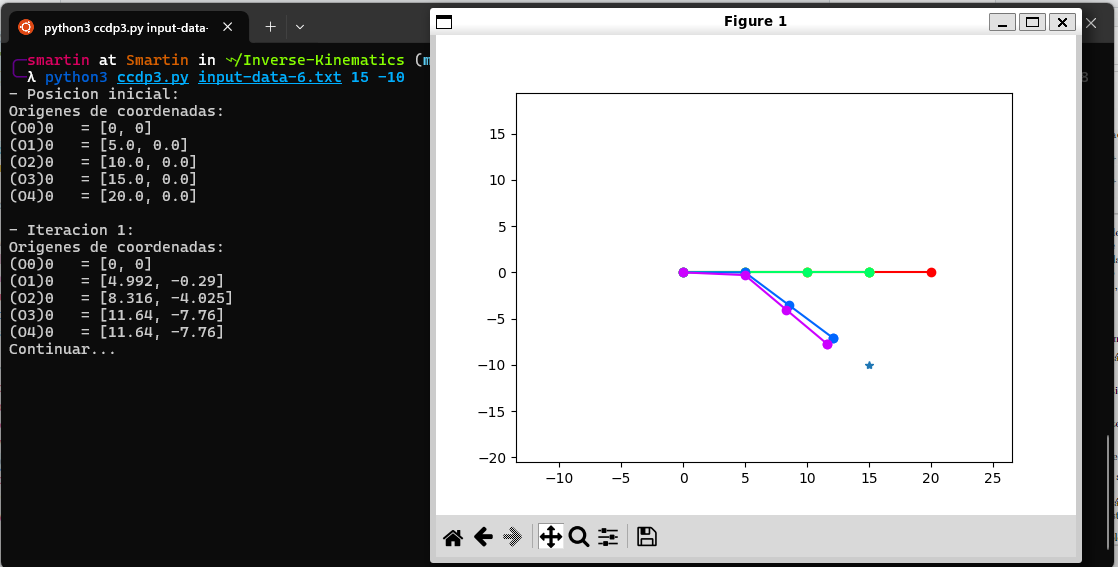 python3 ccdp3.py input-data-
smartin at Smartin in ~/Inverse-Kinematics (m
λ python3 ccdp3.py input-data-6.txt 15 -10
- Posicion inicial:
Origenes de coordenadas:
(O0)0 = [0, 0]
(O1)0 = [5.0, 0.0]
(O2)0 = [10.0, 0.0]
(O3)0 = [15.0, 0.0]
(O4)0 = [20.0, 0.0]
- Iteracion 1:
Origenes de coordenadas:
(O0)0 = [0, 0]
(O1)0 = [4.992, -0.29]
(O2)0 = [8.316, -4.025]
(O3)0 = [11.64, -7.76]
(O4)0 = [11.64, -7.76]
Continuar...
Figure 1
15
10
5
0
−5
−10
−15
−20
−10 −5 0 5 10 15 20 25